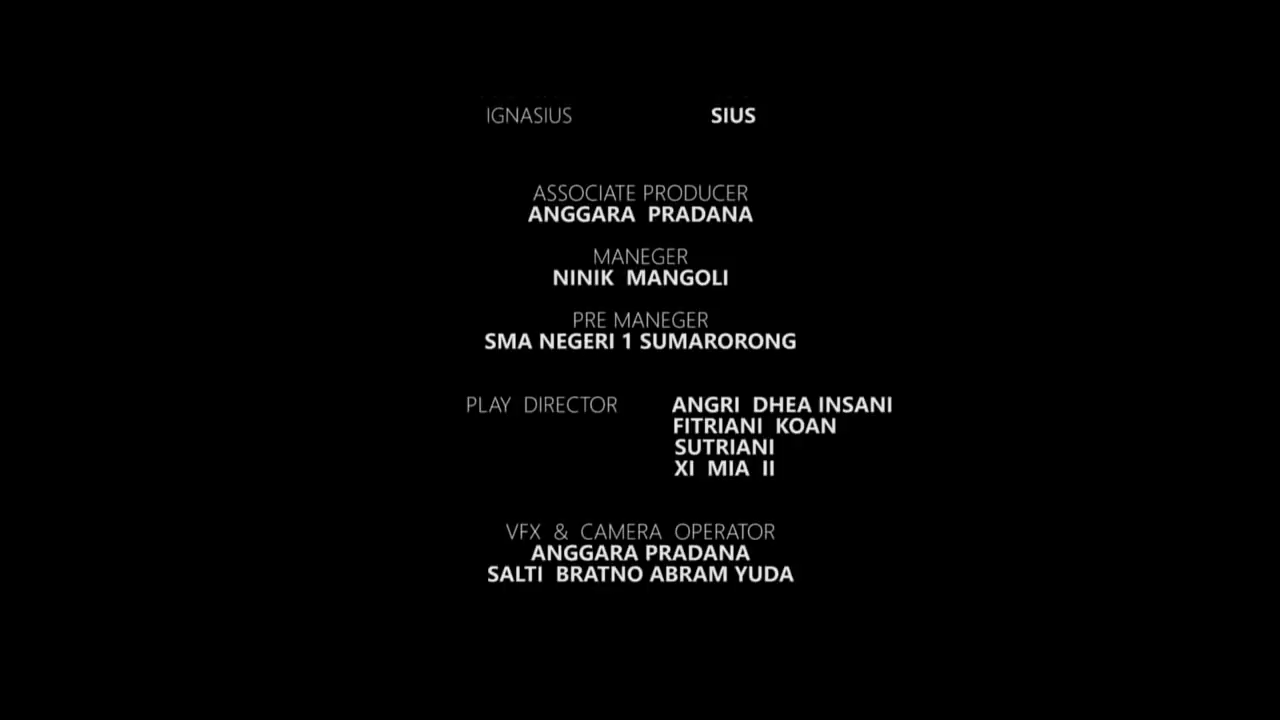 IGNASIUS SIUS
ASSOCIATE PRODUCER
ANGGARA PRADANA
MANEGER
NINIK MANGOLI
PRE MANEGER
SMA NEGERI 1 SUMARORONG
PLAY DIRECTOR ANGRI DHEA INSANI
FITRIANI KOAN
SUTRIANI
XI MIA II
VFX & CAMERA OPERATOR
ANGGARA PRADANA
SALTI BRATNO ABRAM YUDA